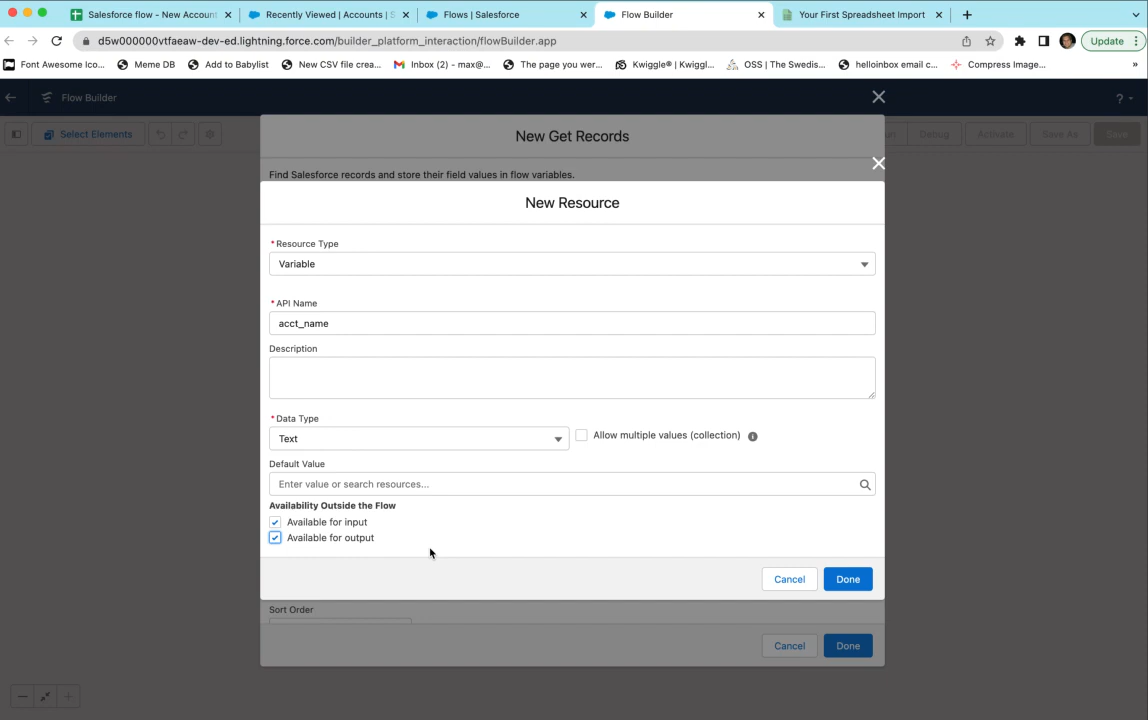 Salesforce flow - New Account
Recently Viewed | Accounts | S
Flows | Salesforce
Flow Builder
Your First Spreadsheet Import
d5w000000vtfaeaw-dev-ed.lightning.force.com/builder_platform_interaction/flowBuilder.app
Update
Font Awesome Ico...
Meme DB
Add to Babylist
New CSV file crea...
Inbox (2) - max@...
The page you wer...
Kwiggle® | Kwiggl...
OSS | The Swedis...
helloinbox email c...
Compress Image...
»
Flow Builder
?
Select Elements
Debug
Activate
Save As
Save
New Get Records
Find Salesforce records and store their field values in flow variables.
New Resource
* Resource Type
Variable
* API Name
acct_name
Description
* Data Type
Text
Allow multiple values (collection)
Default Value
Enter value or search resources...
Availability Outside the Flow
Available for input
Available for output
Cancel
Done
Sort Order
Cancel
Done